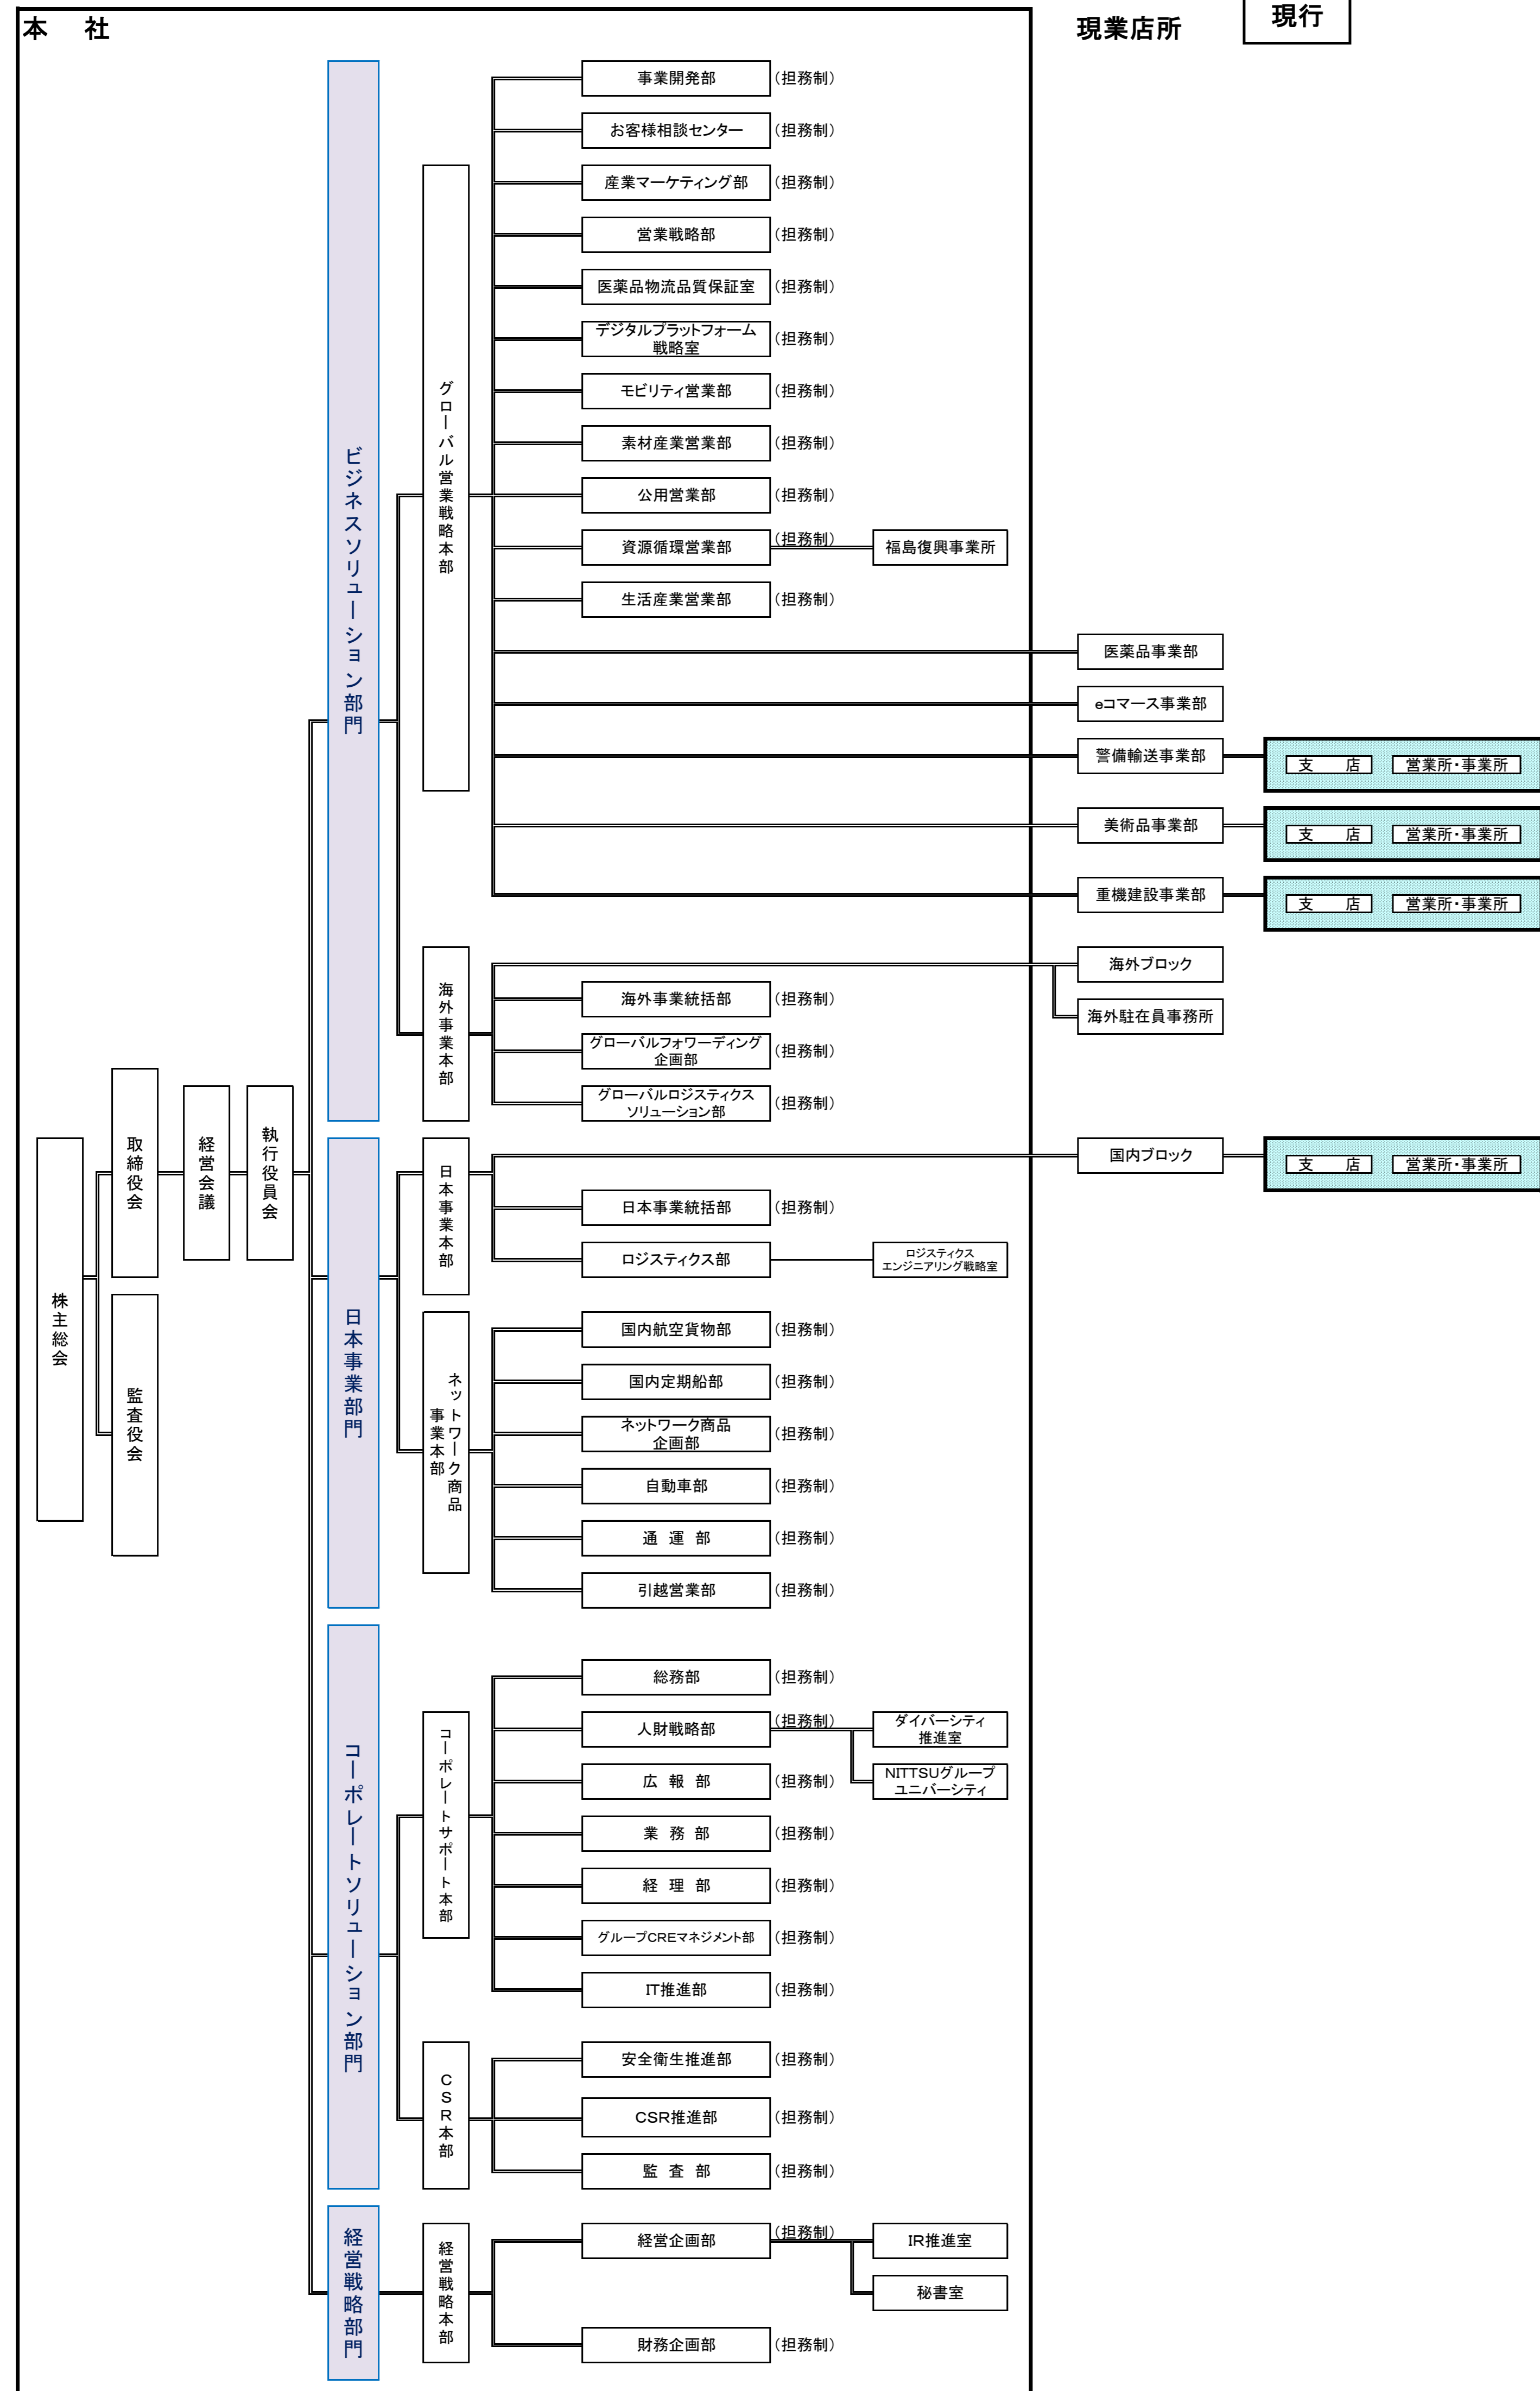 本　社
現業店所
現行
株主総会
取締役会
監査役会
経営会議
執行役員会
ビジネスソリューション部門
グローバル営業戦略本部
事業開発部
(担務制)
お客様相談センター
(担務制)
産業マーケティング部
(担務制)
営業戦略部
(担務制)
医薬品物流品質保証室
(担務制)
デジタルプラットフォーム
戦略室
(担務制)
モビリティ営業部
(担務制)
素材産業営業部
(担務制)
公用営業部
(担務制)
資源循環営業部
(担務制)
福島復興事業所
生活産業営業部
(担務制)
医薬品事業部
eコマース事業部
警備輸送事業部
支　店
営業所・事業所
美術品事業部
支　店
営業所・事業所
重機建設事業部
支　店
営業所・事業所
海外事業本部
海外ブロック
海外駐在員事務所
海外事業統括部
(担務制)
グローバルフォワーディング
企画部
(担務制)
グローバルロジスティクス
ソリューション部
(担務制)
日本事業部門
日本事業本部
国内ブロック
支　店
営業所・事業所
日本事業統括部
(担務制)
ロジスティクス部
ロジスティクス
エンジニアリング戦略室
ネットワーク商品
事業本部
国内航空貨物部
(担務制)
国内定期船部
(担務制)
ネットワーク商品
企画部
(担務制)
自動車部
(担務制)
通 運 部
(担務制)
引越営業部
(担務制)
コーポレートソリューション部門
コーポレートサポート本部
総務部
(担務制)
人財戦略部
(担務制)
ダイバーシティ
推進室
NITTSUグループ
ユニバーシティ
広 報 部
(担務制)
業 務 部
(担務制)
経 理 部
(担務制)
グループCREマネジメント部
(担務制)
IT推進部
(担務制)
CSR本部
安全衛生推進部
(担務制)
CSR推進部
(担務制)
監 査 部
(担務制)
経営戦略部門
経営戦略本部
経営企画部
(担務制)
IR推進室
秘書室
財務企画部
(担務制)